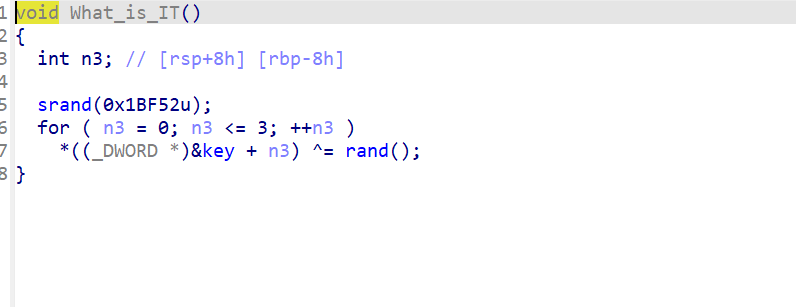 1 void What_is_IT()
2 {
3   int n3; // [rsp+8h] [rbp-8h]
4
5   srand(0x1BF52u);
6   for ( n3 = 0; n3 <= 3; ++n3 )
7     *((_DWORD *)&key + n3) ^= rand();
8 }